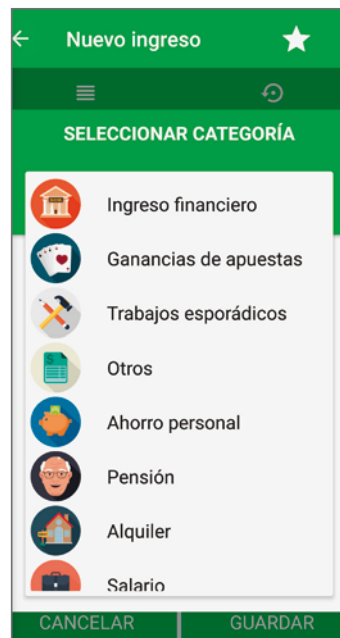 Nuevo ingreso
SELECCIONAR CATEGORÍA
Ingreso financiero
Ganancias de apuestas
Trabajos esporádicos
Otros
Ahorro personal
Pensión
Alquiler
Salario
CANCELAR
GUARDAR